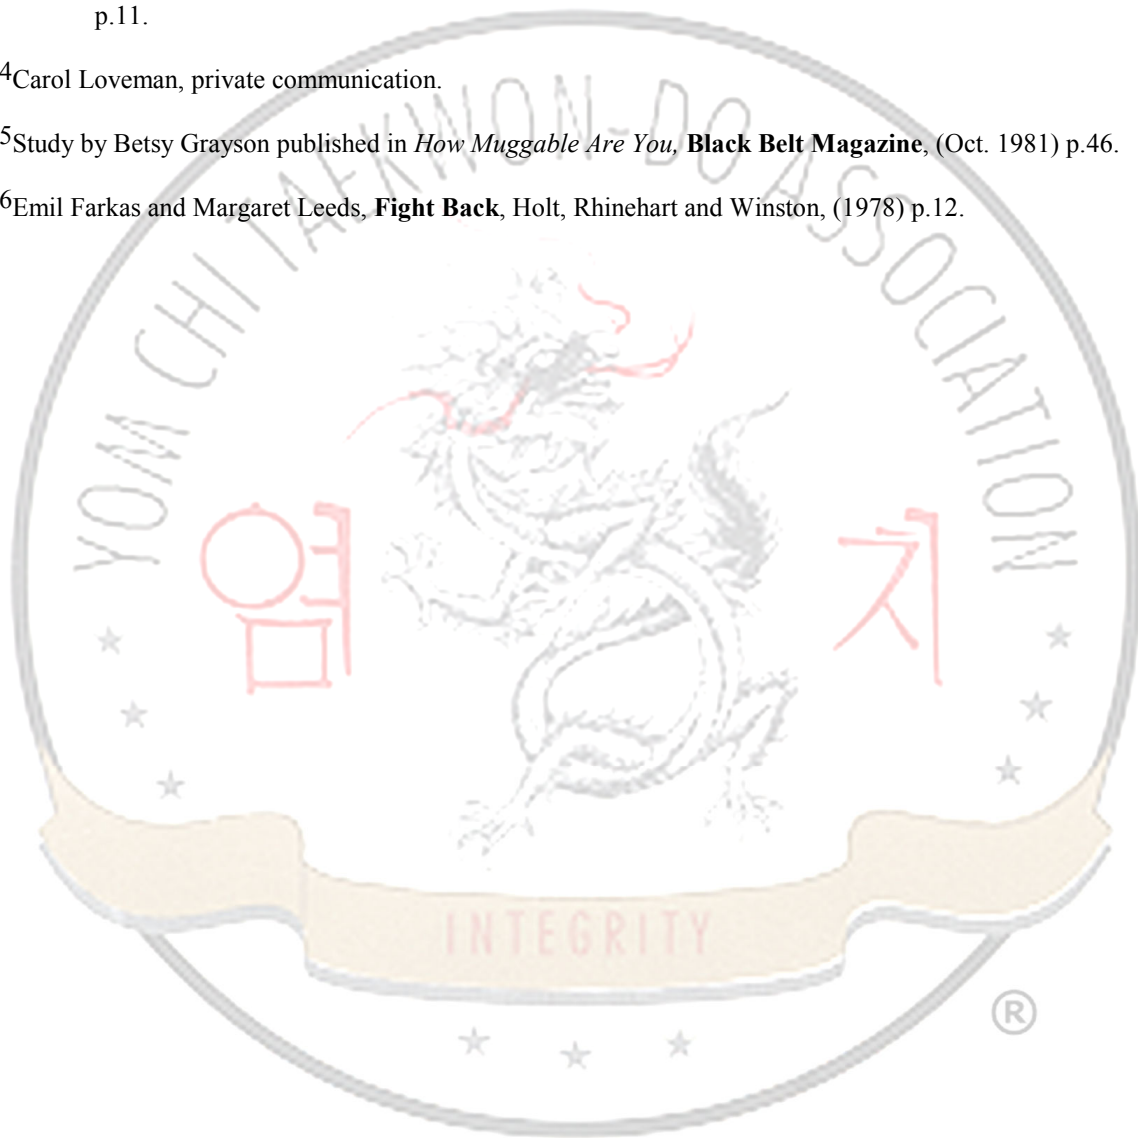 p.11.
4Carol Loveman, private communication.
5Study by Betsy Grayson published in How Muggable Are You, Black Belt Magazine, (Oct. 1981) p.46.
6Emil Farkas and Margaret Leeds, Fight Back, Holt, Rhinehart and Winston, (1978) p.12.
YOM CHI TAEKWON-DO ASSOCIATION
염 치
INTEGRITY
®